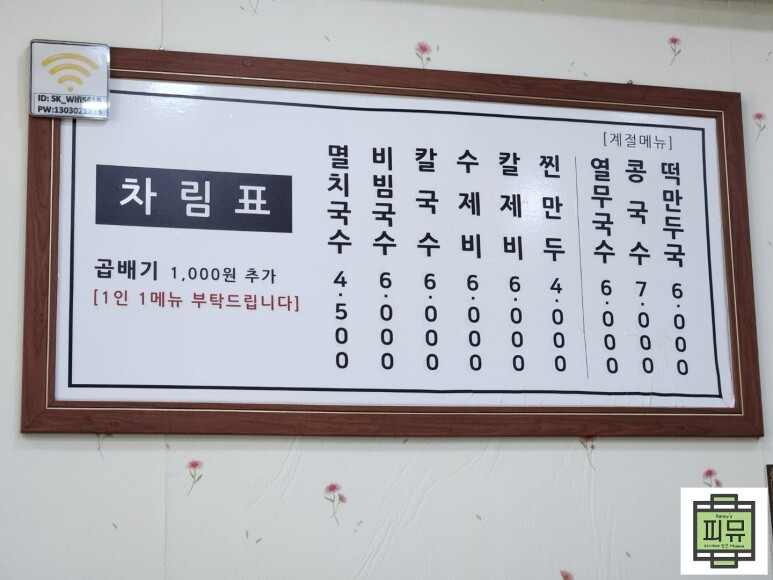 ID: SK_Wifi5618
차림표
곱배기 1,000원 추가
[1인 1메뉴 부탁드립니다]
멸치국수 4.500
비빔국수 6.000
칼국수 6.000
수제비 6.000
칼제비 6.000
찐만두 4.000
[계절메뉴]
열무국수 6.000
콩국수 7.000
떡만두국 6.000
Xenny's
피뮤